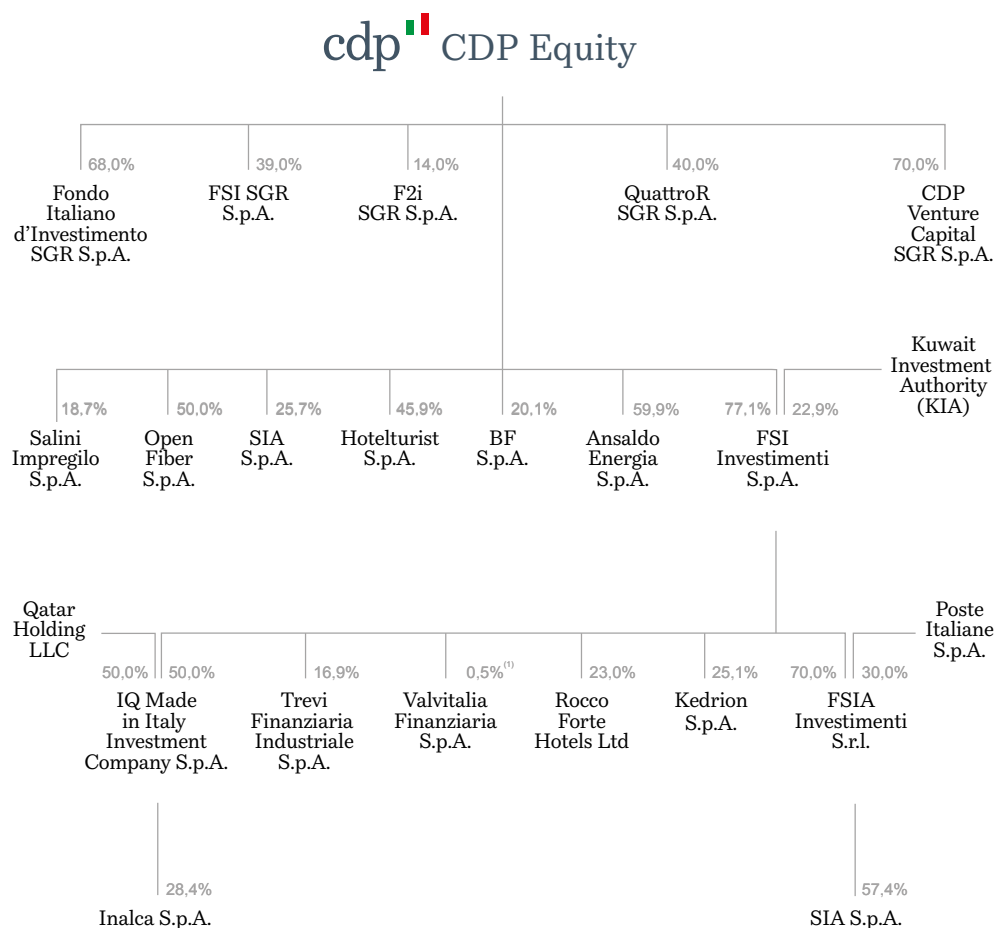 cdp CDP Equity
68,0%
Fondo
Italiano
d'Investimento
SGR S.p.A.
39,0%
FSI SGR
S.p.A.
14,0%
F2i
SGR S.p.A.
40,0%
QuattroR
SGR S.p.A.
70,0%
CDP
Venture
Capital
SGR S.p.A.
Kuwait
Investment
Authority
(KIA)
18,7%
Salini
Impregilo
S.p.A.
50,0%
Open
Fiber
S.p.A.
25,7%
SIA
S.p.A.
45,9%
Hotelturist
S.p.A.
20,1%
BF
S.p.A.
59,9%
Ansaldo
Energia
S.p.A.
77,1% 22,9%
FSI
Investimenti
S.p.A.
Qatar
Holding
LLC
Poste
Italiane
S.p.A.
50,0% 50,0%
IQ Made
in Italy
Investment
Company S.p.A.
16,9%
Trevi
Finanziaria
Industriale
S.p.A.
0,5%(1)
Valvitalia
Finanziaria
S.p.A.
23,0%
Rocco
Forte
Hotels Ltd
25,1%
Kedrion
S.p.A.
70,0% 30,0%
FSIA
Investimenti
S.r.l.
28,4%
Inalca S.p.A.
57,4%
SIA S.p.A.